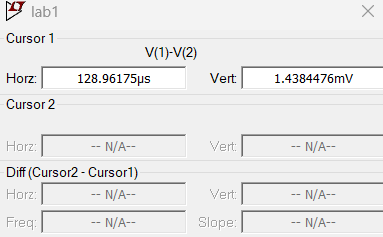 lab1
Cursor 1
V(1)-V(2)
Horz: 128.96175µs Vert: 1.4384476mV
Cursor 2
Horz: -- N/A-- Vert: -- N/A--
Diff (Cursor2 - Cursor1)
Horz: -- N/A-- Vert: -- N/A--
Freq: -- N/A-- Slope: -- N/A--